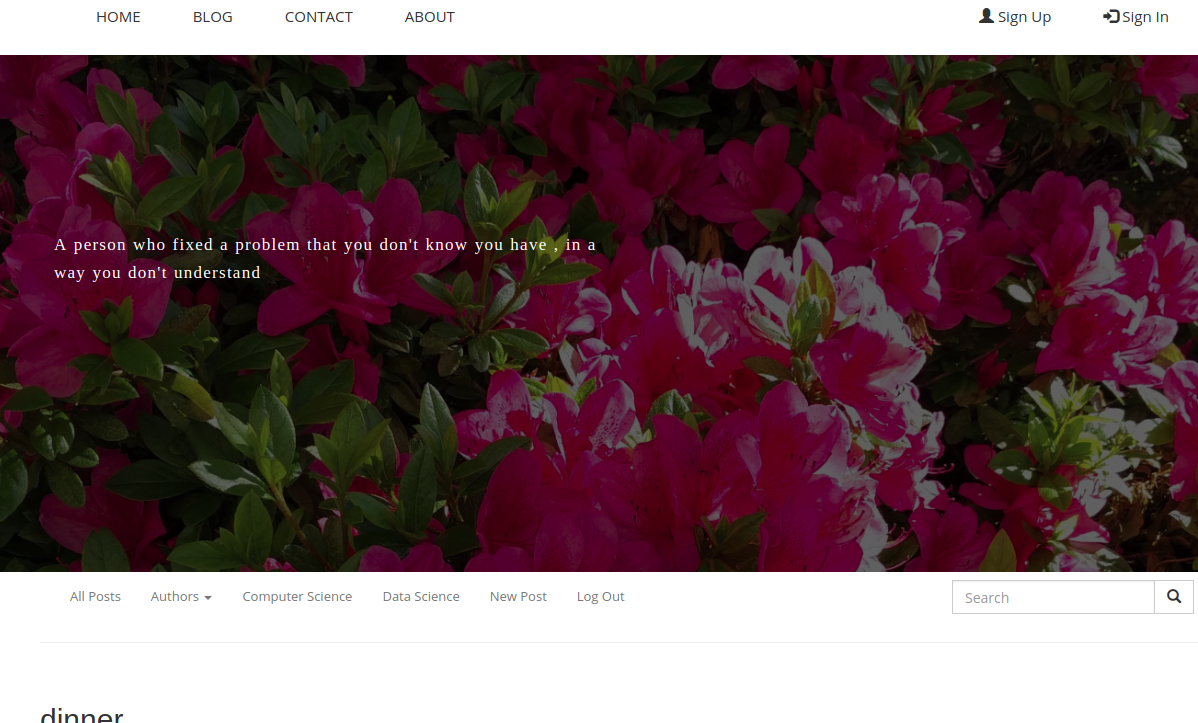 HOME BLOG CONTACT ABOUT Sign Up Sign In
A person who fixed a problem that you don't know you have , in a
way you don't understand
All Posts Authors Computer Science Data Science New Post Log Out Search
dinner